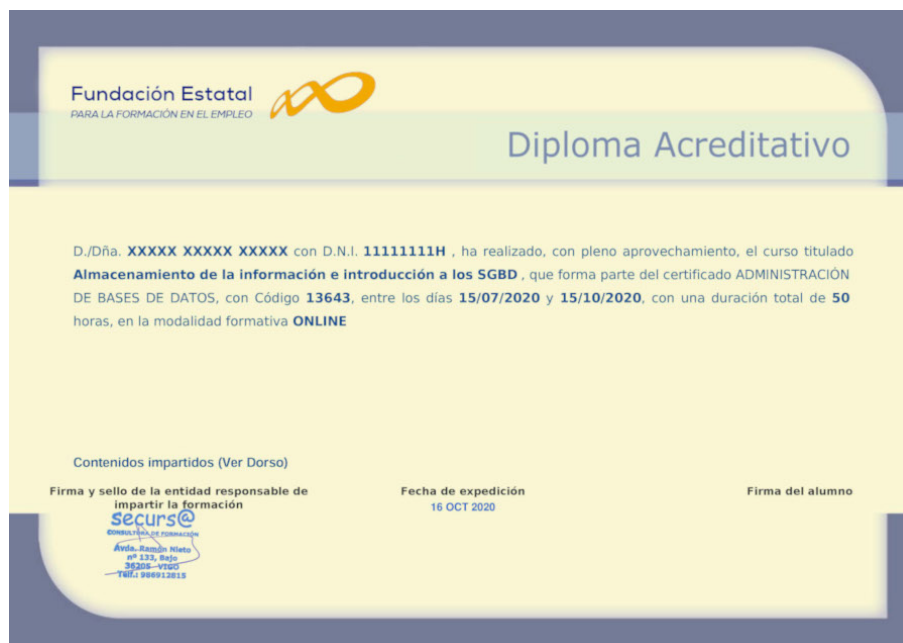 Fundación Estatal
PARA LA FORMACIÓN EN EL EMPLEO
Diploma Acreditativo
D./Dña. XXXXX XXXXX XXXXX con D.N.I. 11111111H , ha realizado, con pleno aprovechamiento, el curso titulado
Almacenamiento de la información e introducción a los SGBD , que forma parte del certificado ADMINISTRACIÓN
DE BASES DE DATOS, con Código 13643, entre los días 15/07/2020 y 15/10/2020, con una duración total de 50
horas, en la modalidad formativa ONLINE
Contenidos impartidos (Ver Dorso)
Firma y sello de la entidad responsable de
impartir la formación
securs@
CONSULTORA DE FORMACIÓN
Avda. Ramón Nieto
nº 133, Bajo
36205 -VIGO
Telf.: 986912815
Fecha de expedición
16 OCT 2020
Firma del alumno